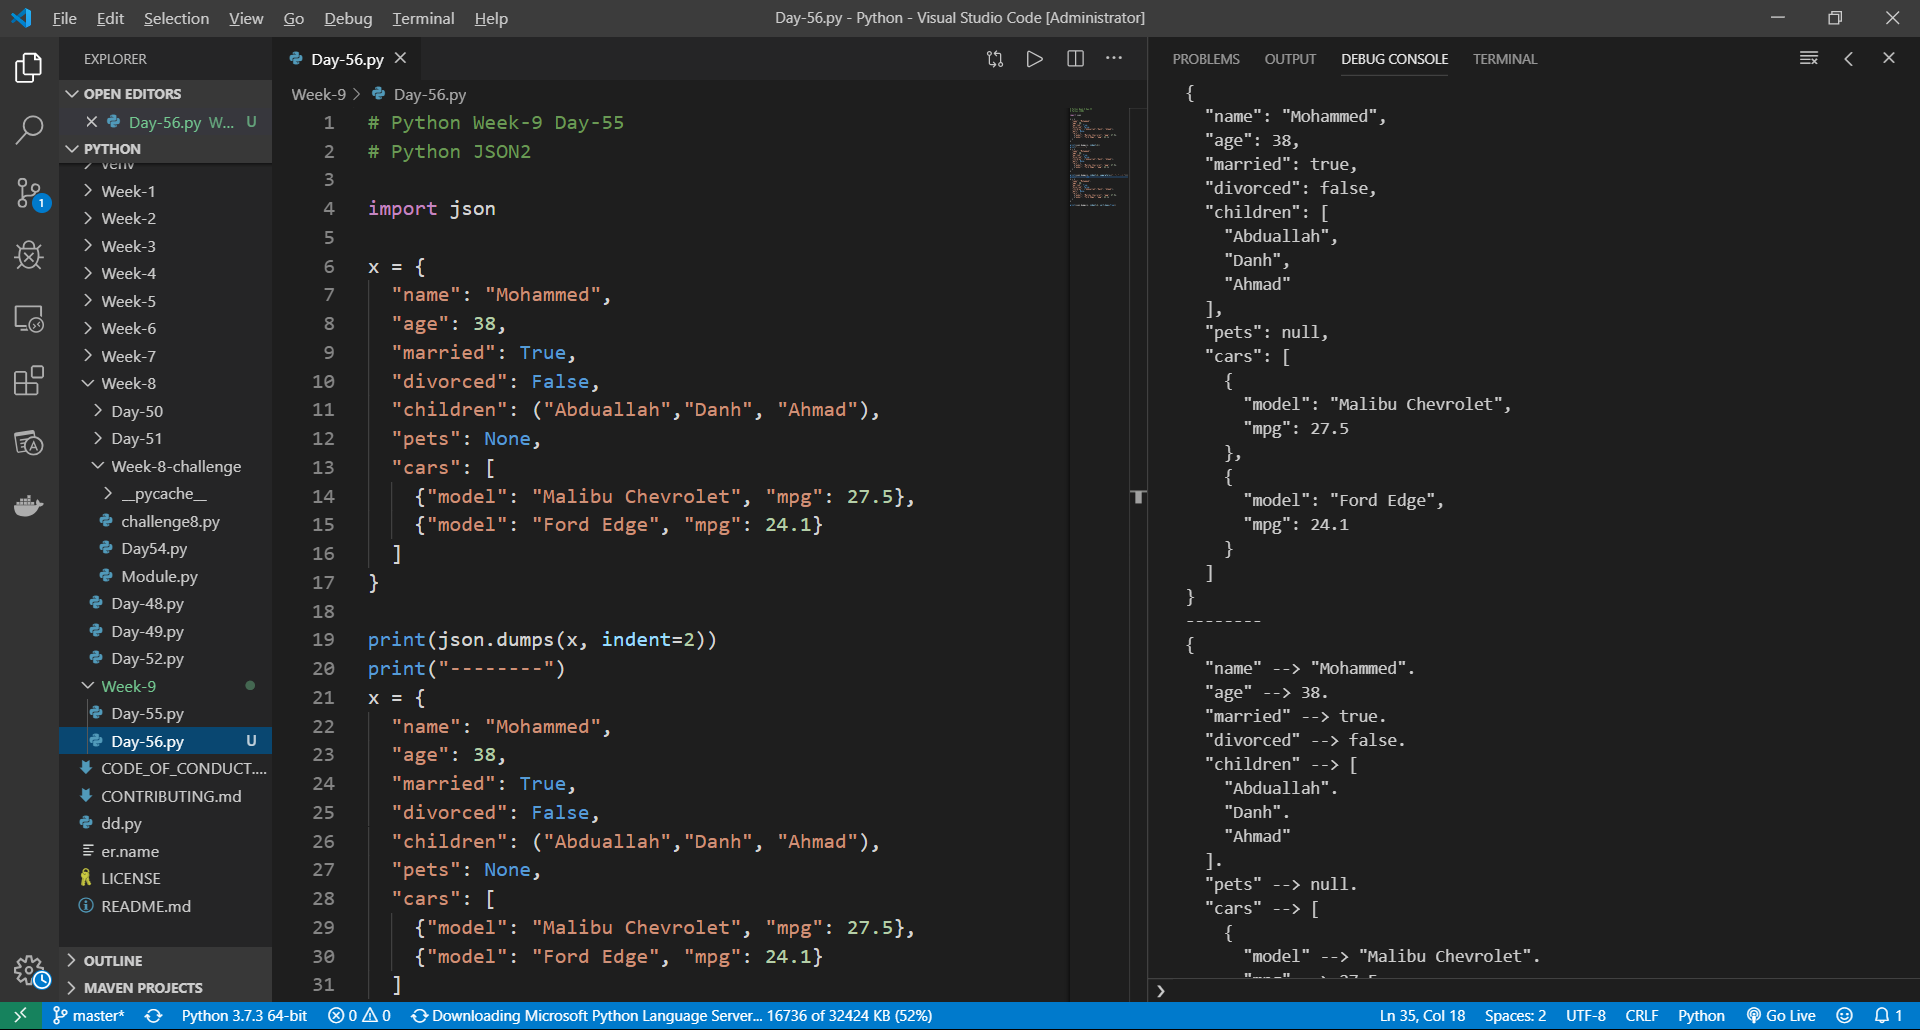 File Edit Selection View Go Debug Terminal Help
Day-56.py - Python - Visual Studio Code [Administrator]
EXPLORER
OPEN EDITORS
Day-56.py W... U
PYTHON
venv
Week-1
Week-2
Week-3
Week-4
Week-5
Week-6
Week-7
Week-8
Day-50
Day-51
Week-8-challenge
__pycache__
challenge8.py
Day54.py
Module.py
Day-48.py
Day-49.py
Day-52.py
Week-9
Day-55.py
Day-56.py U
CODE_OF_CONDUCT....
CONTRIBUTING.md
dd.py
er.name
LICENSE
README.md
OUTLINE
MAVEN PROJECTS
1
Day-56.py
Week-9 > Day-56.py
1 # Python Week-9 Day-55
2 # Python JSON2
3
4 import json
5
6 x = {
7 "name": "Mohammed",
8 "age": 38,
9 "married": True,
10 "divorced": False,
11 "children": ("Abduallah","Danh", "Ahmad"),
12 "pets": None,
13 "cars": [
14 {"model": "Malibu Chevrolet", "mpg": 27.5},
15 {"model": "Ford Edge", "mpg": 24.1}
16 ]
17 }
18
19 print(json.dumps(x, indent=2))
20 print("--------")
21 x = {
22 "name": "Mohammed",
23 "age": 38,
24 "married": True,
25 "divorced": False,
26 "children": ("Abduallah","Danh", "Ahmad"),
27 "pets": None,
28 "cars": [
29 {"model": "Malibu Chevrolet", "mpg": 27.5},
30 {"model": "Ford Edge", "mpg": 24.1}
31 ]
PROBLEMS OUTPUT DEBUG CONSOLE TERMINAL
{
"name": "Mohammed",
"age": 38,
"married": true,
"divorced": false,
"children": [
"Abduallah",
"Danh",
"Ahmad"
],
"pets": null,
"cars": [
{
"model": "Malibu Chevrolet",
"mpg": 27.5
},
{
"model": "Ford Edge",
"mpg": 24.1
}
]
}
--------
{
"name" --> "Mohammed".
"age" --> 38.
"married" --> true.
"divorced" --> false.
"children" --> [
"Abduallah".
"Danh".
"Ahmad"
].
"pets" --> null.
"cars" --> [
{
"model" --> "Malibu Chevrolet".
"mpg" --> 27.5
master* Python 3.7.3 64-bit 0 0 Downloading Microsoft Python Language Server... 16736 of 32424 KB (52%) Ln 35, Col 18 Spaces: 2 UTF-8 CRLF Python Go Live 1